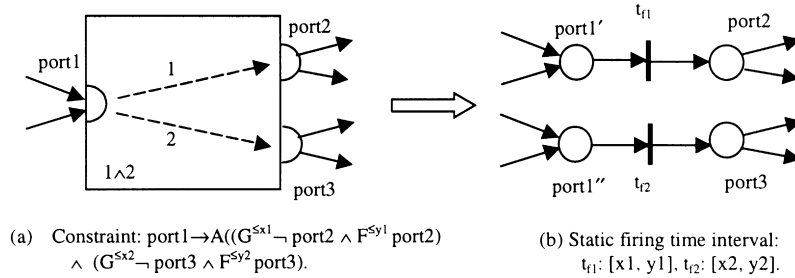 port1
port2
1
2
1∧2
port3
port1′
t_f1
port2
port1″
t_f2
port3
(a) Constraint: port1→A((G^≤x1¬ port2 ∧ F^≤y1 port2)
∧ (G^≤x2¬ port3 ∧ F^≤y2 port3).
(b) Static firing time interval:
t_f1: [x1, y1], t_f2: [x2, y2].